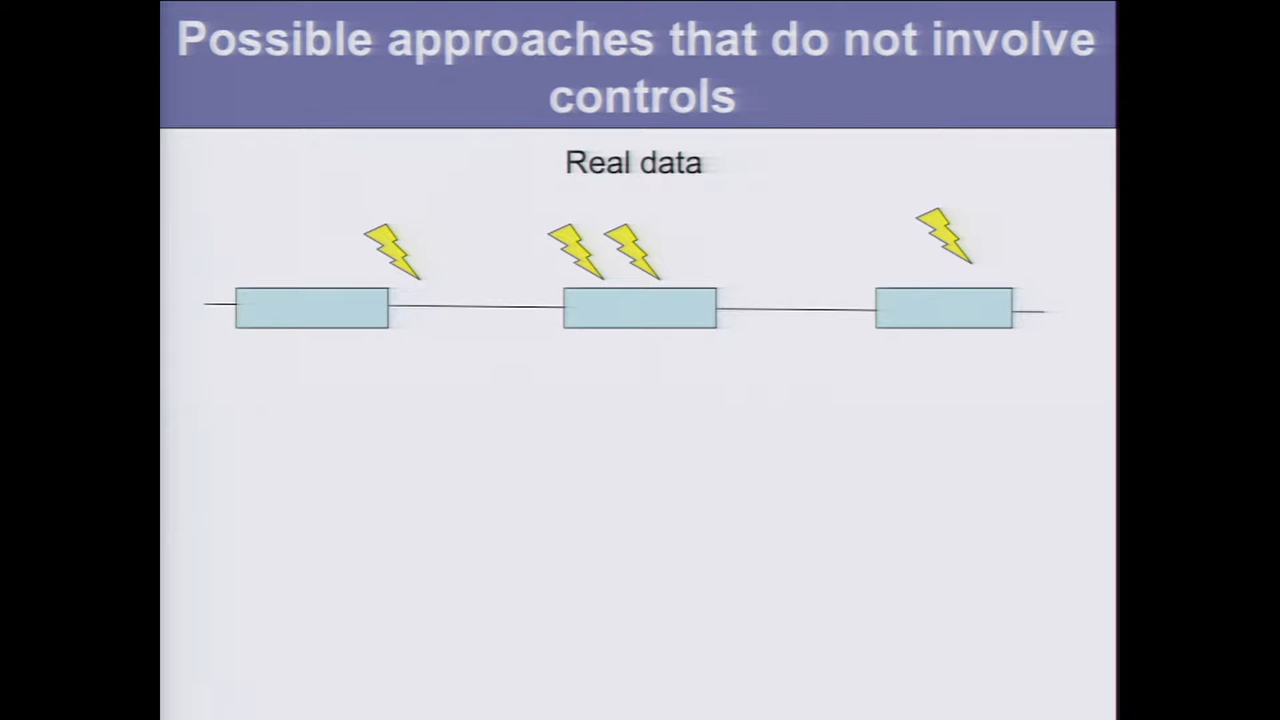 Possible approaches that do not involve
controls
Real data